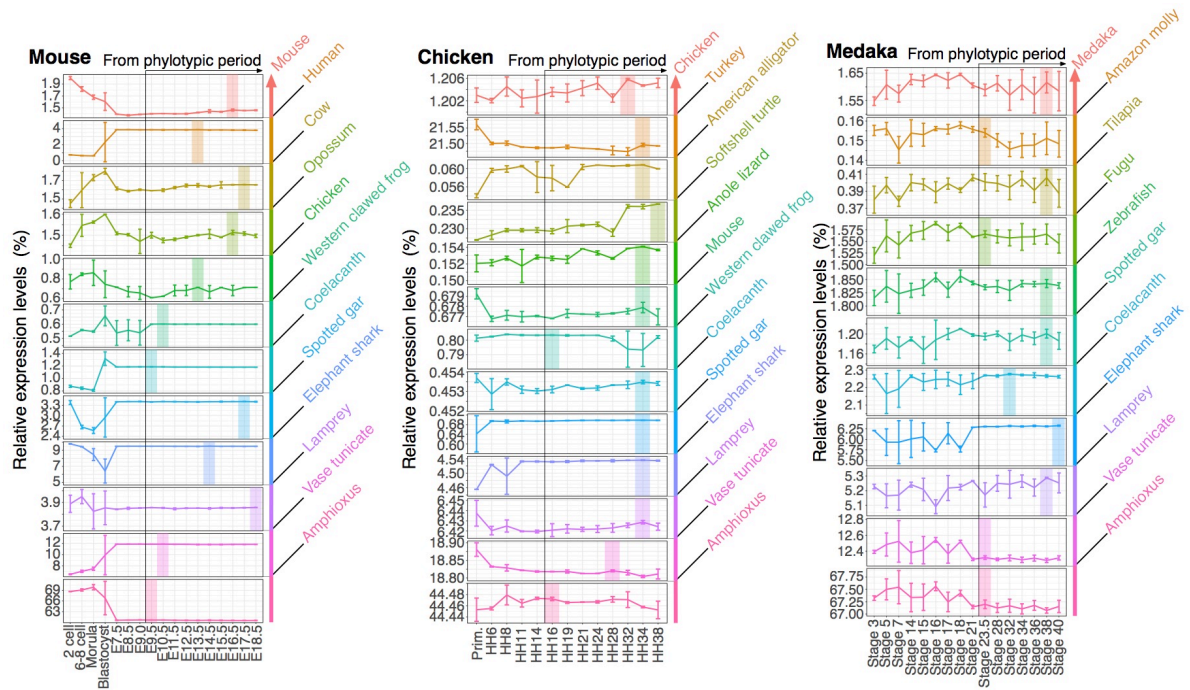 Mouse
From phylotypic period
Relative expression levels (%)
1.9
1.7
1.5
4
2
0
1.7
1.5
1.6
1.5
1.0
0.8
0.6
0.7
0.6
0.5
1.4
1.2
1.0
0.8
3.3
3.0
2.7
2.4
9
7
5
3.9
3.7
12
10
8
69
66
63
2 cell
6-8 cell
Morula
Blastocyst
E7.5
E8.5
E9.0
E9.5
E10.5
E11.5
E12.5
E13.5
E14.5
E15.5
E16.5
E17.5
E18.5
Mouse
Human
Cow
Opossum
Chicken
Western clawed frog
Coelacanth
Spotted gar
Elephant shark
Lamprey
Vase tunicate
Amphioxus
Chicken
From phylotypic period
Relative expression levels (%)
1.206
1.202
21.55
21.50
0.060
0.056
0.235
0.230
0.154
0.152
0.150
0.679
0.678
0.677
0.80
0.79
0.454
0.453
0.452
0.68
0.64
0.60
4.54
4.50
4.46
6.45
6.44
6.43
6.42
18.90
18.85
18.80
44.48
44.46
44.44
Prim.
HH6
HH8
HH11
HH14
HH16
HH19
HH21
HH24
HH28
HH32
HH34
HH38
Chicken
Turkey
American alligator
Softshell turtle
Anole lizard
Mouse
Western clawed frog
Coelacanth
Spotted gar
Elephant shark
Lamprey
Vase tunicate
Amphioxus
Medaka
From phylotypic period
Relative expression levels (%)
1.65
1.55
0.16
0.15
0.14
0.41
0.39
0.37
1.575
1.550
1.525
1.500
1.850
1.825
1.800
1.20
1.16
2.3
2.2
2.1
6.25
6.00
5.75
5.50
5.3
5.2
5.1
12.8
12.6
12.4
67.75
67.50
67.25
67.00
Stage 3
Stage 5
Stage 7
Stage 14
Stage 15
Stage 16
Stage 17
Stage 18
Stage 21
Stage 23.5
Stage 28
Stage 32
Stage 34
Stage 36
Stage 38
Stage 40
Medaka
Amazon molly
Tilapia
Fugu
Zebrafish
Spotted gar
Coelacanth
Elephant shark
Lamprey
Vase tunicate
Amphioxus